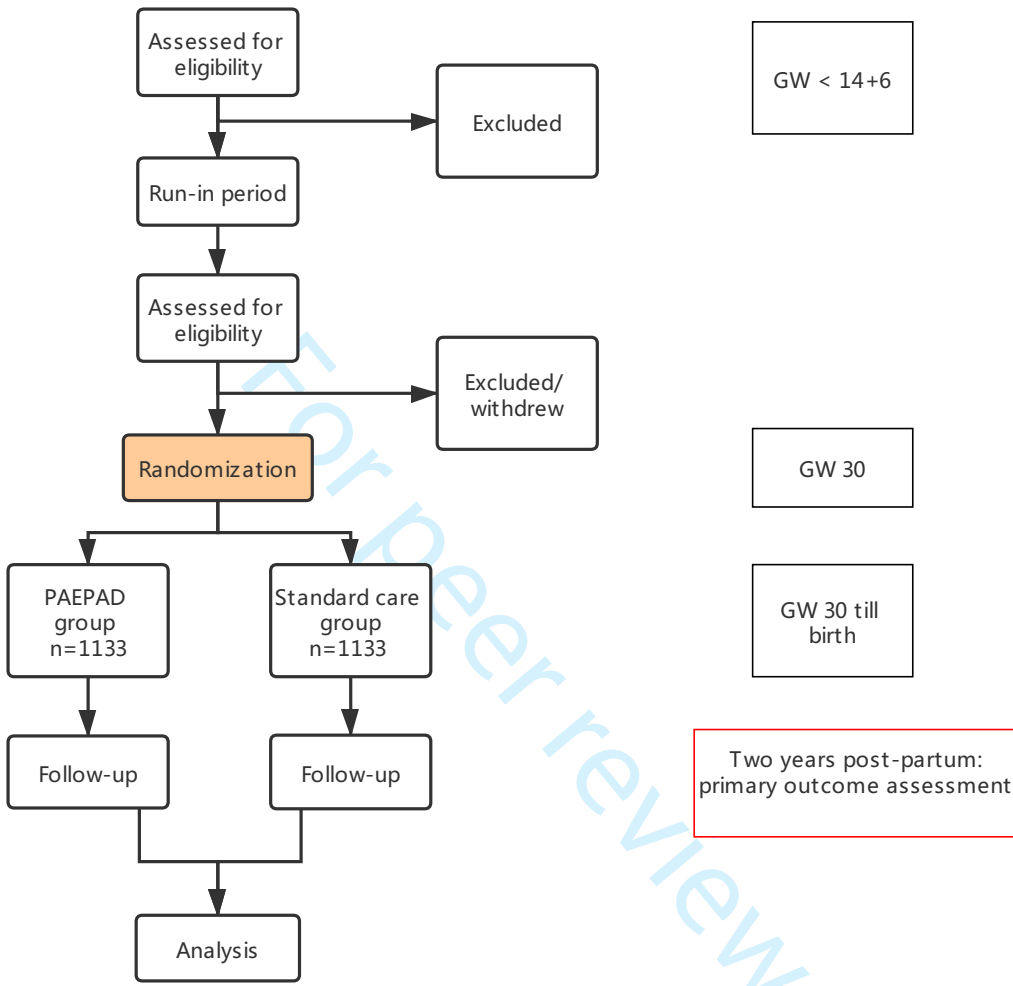 Assessed for
eligibility
GW < 14+6
Excluded
Run-in period
Assessed for
eligibility
Excluded/
withdrew
Randomization
GW 30
PAEPAD
group
n=1133
Standard care
group
n=1133
GW 30 till
birth
Follow-up
Follow-up
Two years post-partum:
primary outcome assessment
Analysis
For peer review